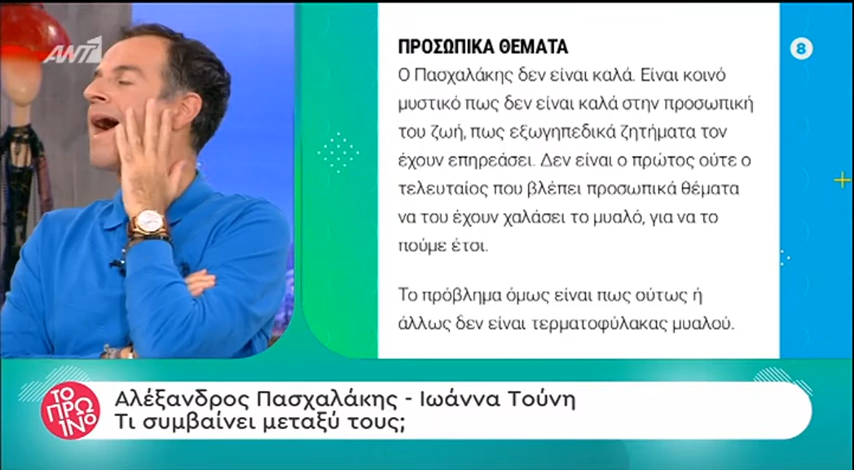 ΑΝΤ1
8
ΠΡΟΣΩΠΙΚΑ ΘΕΜΑΤΑ
Ο Πασχαλάκης δεν είναι καλά. Είναι κοινό
μυστικό πως δεν είναι καλά στην προσωπική
του ζωή, πως εξωγηπεδικά ζητήματα τον
έχουν επηρεάσει. Δεν είναι ο πρώτος ούτε ο
τελευταίος που βλέπει προσωπικά θέματα
να του έχουν χαλάσει το μυαλό, για να το
πούμε έτσι.
Το πρόβλημα όμως είναι πως ούτως ή
άλλως δεν είναι τερματοφύλακας μυαλού.
ΤΟ
ΠΡΩ
ΙΝΟ
Αλέξανδρος Πασχαλάκης - Ιωάννα Τούνη
Τι συμβαίνει μεταξύ τους;